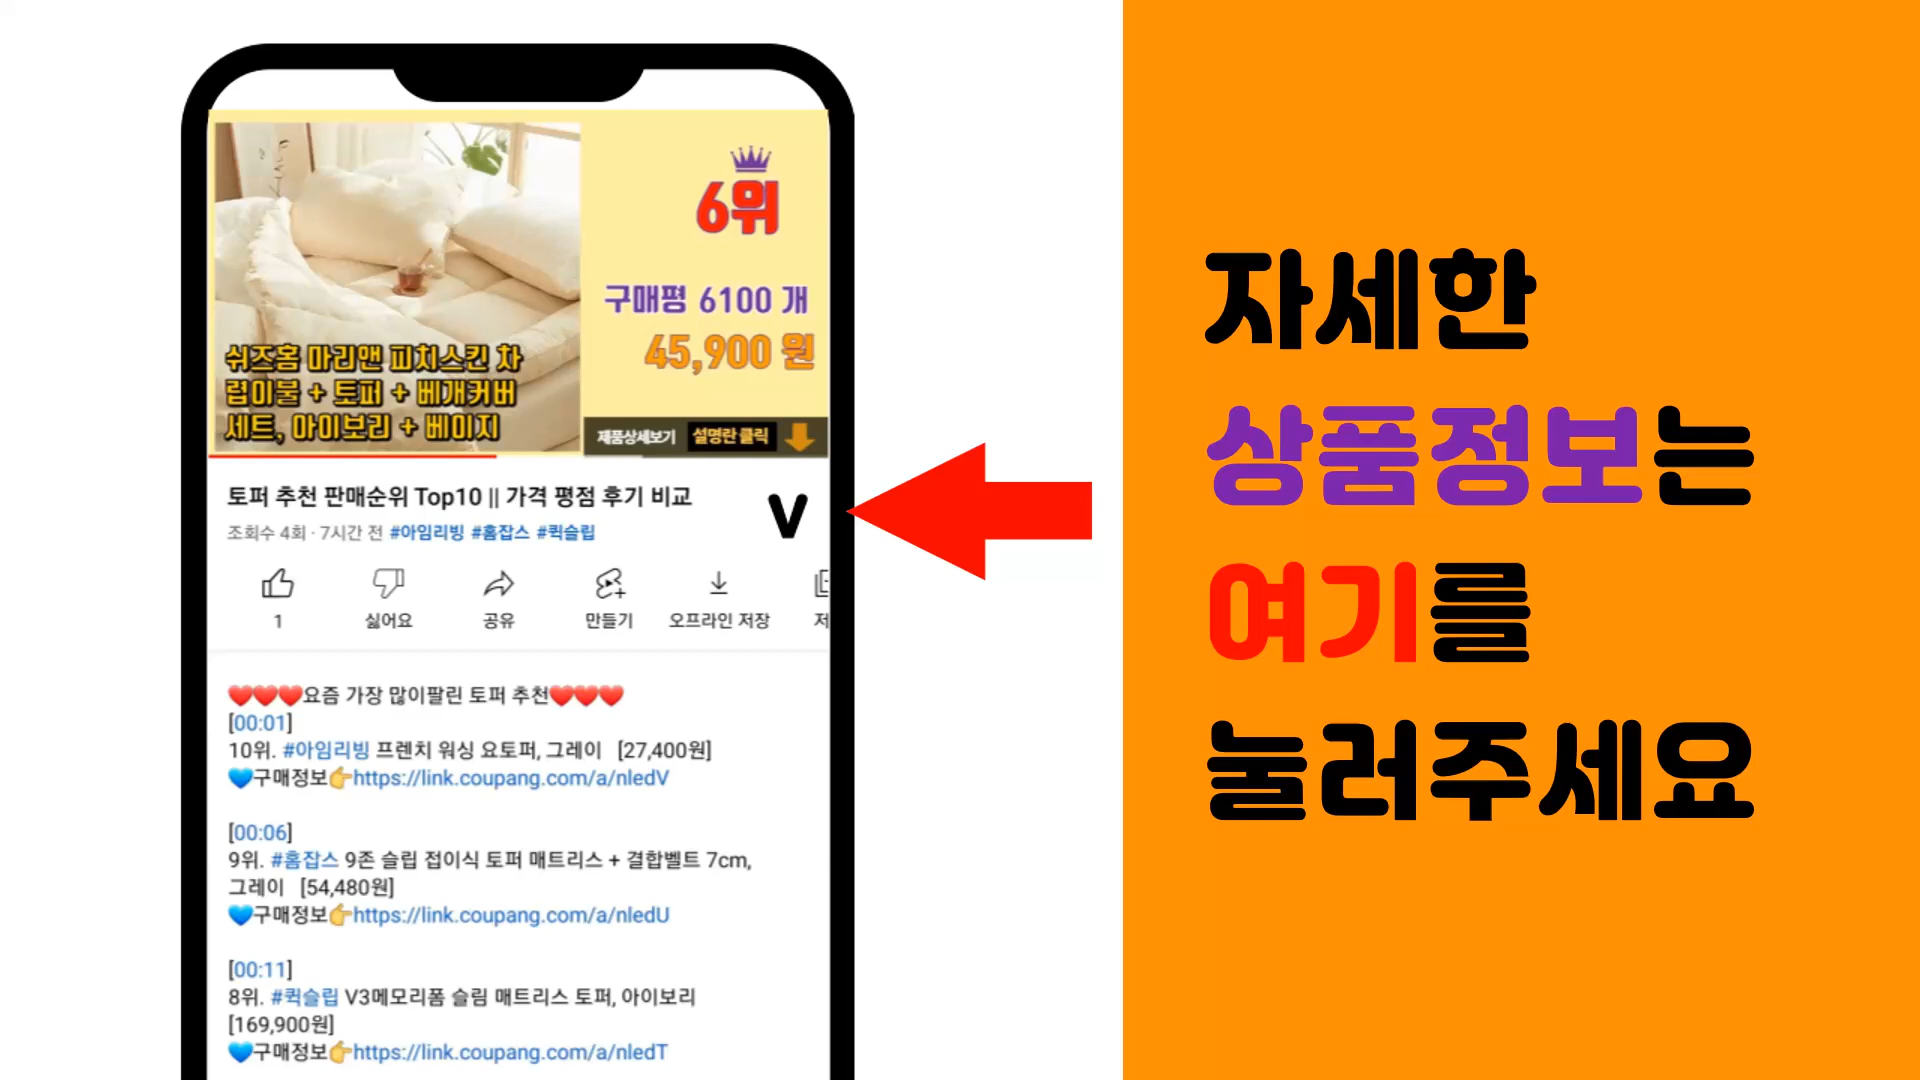 6위
구매평 6100 개
45,900 원
쉬즈홈 마리앤 피치스킨 차
렵이불 + 토퍼 + 베개커버
세트, 아이보리 + 베이지
제품상세보기 설명란 클릭
토퍼 추천 판매순위 Top10 || 가격 평점 후기 비교
V
조회수 4회 · 7시간 전 #아임리빙 #홈잡스 #퀵슬립
1 싫어요 공유 만들기 오프라인 저장 저
❤️❤️❤️요즘 가장 많이팔린 토퍼 추천❤️❤️❤️
[00:01]
10위. #아임리빙 프렌치 워싱 요토퍼, 그레이 [27,400원]
💙구매정보👉https://link.coupang.com/a/nledV
[00:06]
9위. #홈잡스 9존 슬립 접이식 토퍼 매트리스 + 결합벨트 7cm,
그레이 [54,480원]
💙구매정보👉https://link.coupang.com/a/nledU
[00:11]
8위. #퀵슬립 V3메모리폼 슬림 매트리스 토퍼, 아이보리
[169,900원]
💙구매정보👉https://link.coupang.com/a/nledT
자세한
상품정보는
여기를
눌러주세요